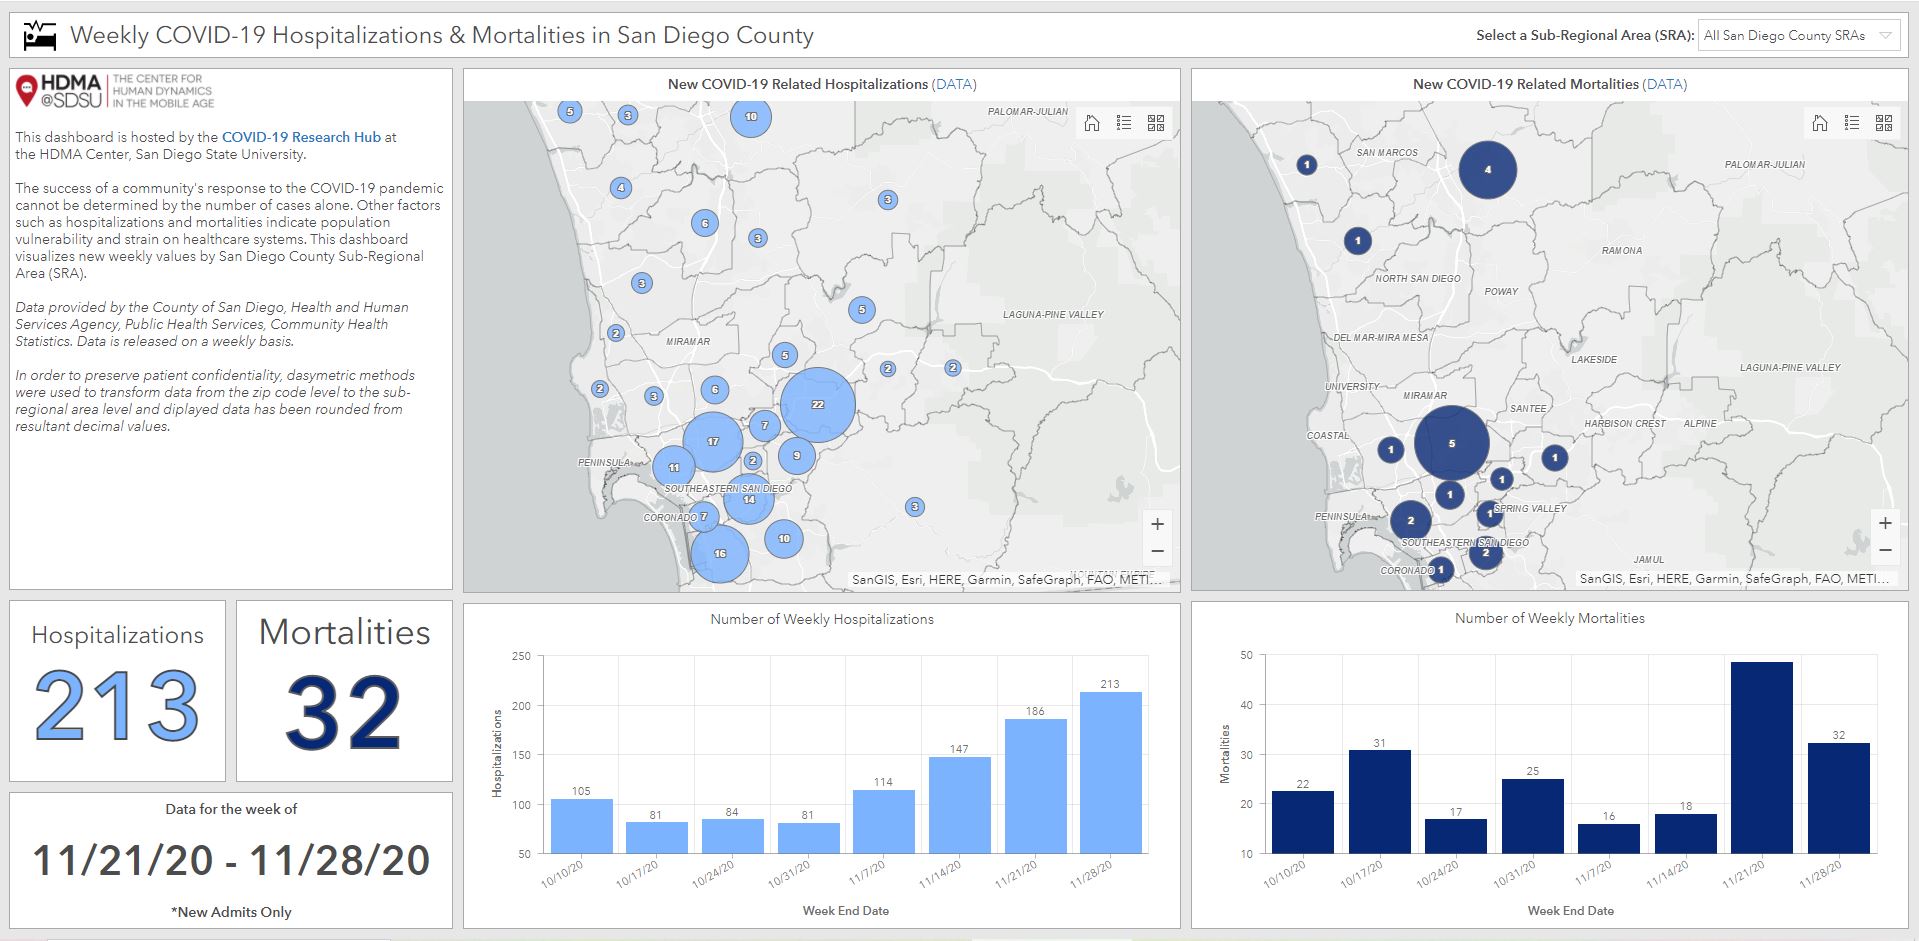 Weekly COVID-19 Hospitalizations & Mortalities in San Diego County
Select a Sub-Regional Area (SRA):
All San Diego County SRAs
HDMA
@SDSU
THE CENTER FOR
HUMAN DYNAMICS
IN THE MOBILE AGE
This dashboard is hosted by the COVID-19 Research Hub at
the HDMA Center, San Diego State University.
The success of a community's response to the COVID-19 pandemic
cannot be determined by the number of cases alone. Other factors
such as hospitalizations and mortalities indicate population
vulnerability and strain on healthcare systems. This dashboard
visualizes new weekly values by San Diego County Sub-Regional
Area (SRA).
Data provided by the County of San Diego, Health and Human
Services Agency, Public Health Services, Community Health
Statistics. Data is released on a weekly basis.
In order to preserve patient confidentiality, dasymetric methods
were used to transform data from the zip code level to the sub-
regional area level and diplayed data has been rounded from
resultant decimal values.
Hospitalizations
213
Mortalities
32
Data for the week of
11/21/20 - 11/28/20
*New Admits Only
New COVID-19 Related Hospitalizations (DATA)
5
3
10
PALOMAR-JULIAN
4
3
6
3
3
5
LAGUNA-PINE VALLEY
2
MIRAMAR
5
2
2
2
3
6
22
7
17
9
2
PENINSULA
11
SOUTHEASTERN SAN DIEGO
14
3
CORONADO
7
10
16
+
−
MOUNTAIN EMPIRE
SanGIS, Esri, HERE, Garmin, SafeGraph, FAO, METI...
New COVID-19 Related Mortalities (DATA)
SAN MARCOS
1
4
PALOMAR-JULIAN
1
RAMONA
NORTH SAN DIEGO
POWAY
DEL MAR-MIRA MESA
LAKESIDE
LAGUNA-PINE VALLEY
UNIVERSITY
MIRAMAR
SANTEE
HARBISON CREST
ALPINE
COASTAL
5
1
1
1
1
PENINSULA
2
1
SPRING VALLEY
SOUTHEASTERN SAN DIEGO
2
JAMUL
CORONADO
1
+
−
SanGIS, Esri, HERE, Garmin, SafeGraph, FAO, METI...
Number of Weekly Hospitalizations
Hospitalizations
250
200
150
100
50
105
81
84
81
114
147
186
213
10/10/20
10/17/20
10/24/20
10/31/20
11/7/20
11/14/20
11/21/20
11/28/20
Week End Date
Number of Weekly Mortalities
Mortalities
50
40
30
20
10
22
31
17
25
16
18
32
10/10/20
10/17/20
10/24/20
10/31/20
11/7/20
11/14/20
11/21/20
11/28/20
Week End Date